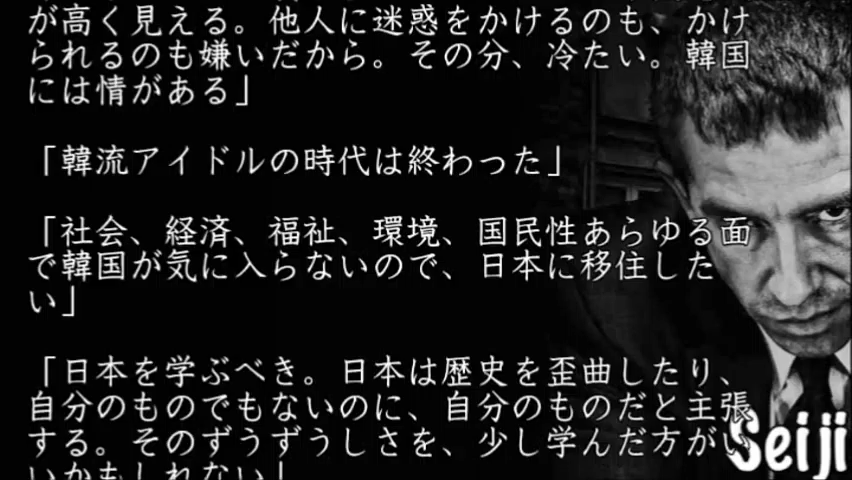 が高く見える。他人に迷惑をかけるのも、かけ
られるのも嫌いだから。その分、冷たい。韓国
には情がある」
「韓流アイドルの時代は終わった」
「社会、経済、福祉、環境、国民性あらゆる面
で韓国が気に入らないので、日本に移住した
い」
「日本を学ぶべき。日本は歴史を歪曲したり、
自分のものでもないのに、自分のものだと主張
する。そのずうずうしさを、少し学んだ方がい
いかもしれない」
Seiji